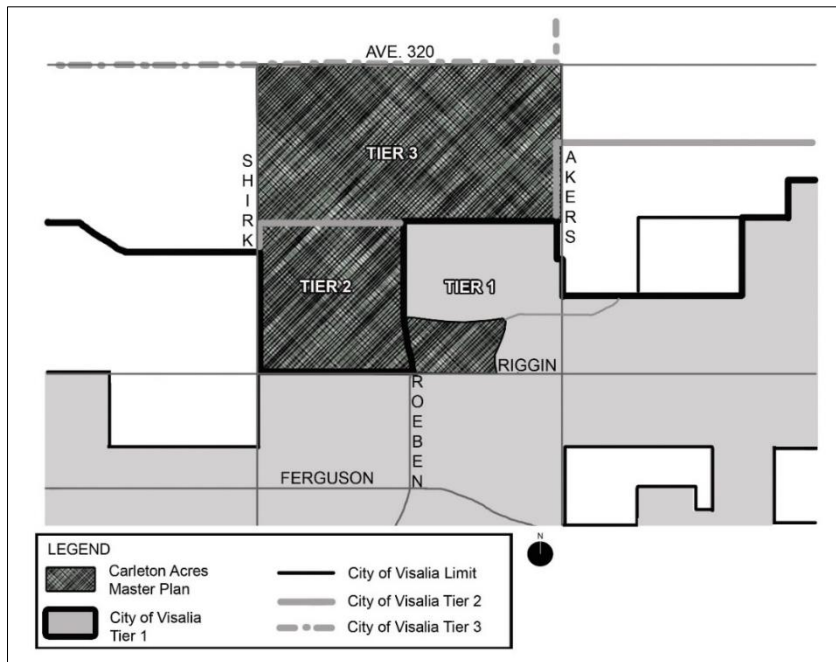 AVE. 320
TIER 3
SHIRK
AKERS
TIER 2
TIER 1
RIGGIN
ROEBEN
FERGUSON
LEGEND
Carleton Acres
Master Plan
City of Visalia
Tier 1
City of Visalia Limit
City of Visalia Tier 2
City of Visalia Tier 3
N